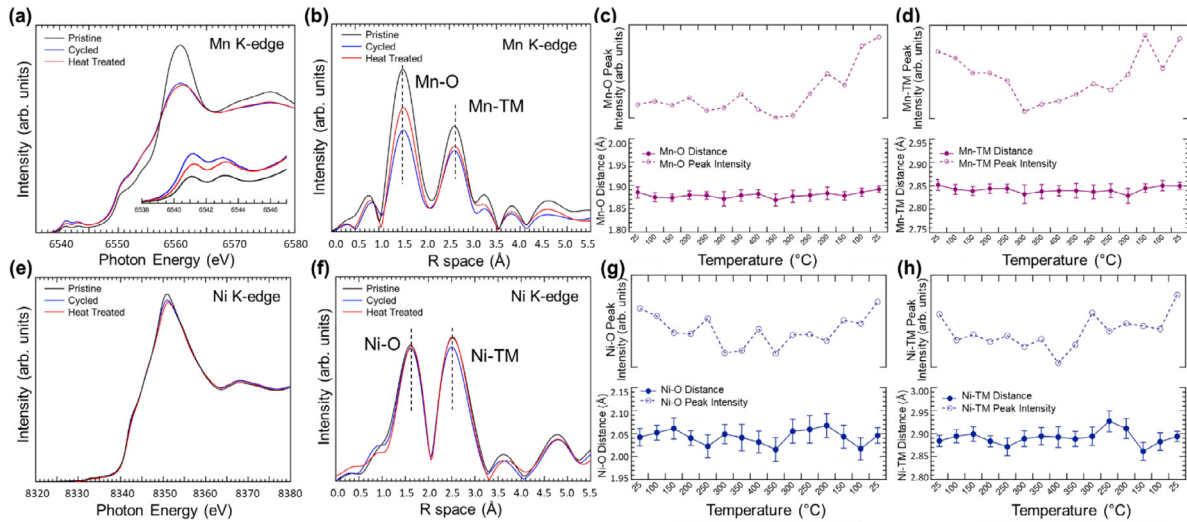 (a)
Mn K-edge
Pristine
Cycled
Heat Treated
Intensity (arb. units)
6538 6540 6542 6544 6546
6540 6550 6560 6570 6580
Photon Energy (eV)
(b)
Mn K-edge
Pristine
Cycled
Heat Treated
Mn-O
Mn-TM
Intensity (arb. units)
0.0 0.5 1.0 1.5 2.0 2.5 3.0 3.5 4.0 4.5 5.0 5.5
R space (Å)
(c)
Mn-O Peak
Intensity (arb. units)
Mn-O Distance
Mn-O Peak Intensity
Mn-O Distance (Å)
2.00
1.95
1.90
1.85
1.80
25 100 150 200 250 300 350 400 350 300 250 200 150 100 25
Temperature (°C)
(d)
Mn-TM Peak
Intensity (arb. units)
Mn-TM Distance
Mn-TM Peak Intensity
Mn-TM Distance (Å)
3.00
2.95
2.90
2.85
2.80
2.75
25 100 150 200 250 300 350 400 350 300 250 200 150 100 25
Temperature (°C)
(e)
Ni K-edge
Pristine
Cycled
Heat Treated
Intensity (arb. units)
8320 8330 8340 8350 8360 8370 8380
Photon Energy (eV)
(f)
Ni K-edge
Pristine
Cycled
Heat Treated
Ni-O
Ni-TM
Intensity (arb. units)
0.0 0.5 1.0 1.5 2.0 2.5 3.0 3.5 4.0 4.5 5.0 5.5
R space (Å)
(g)
Ni-O Peak
Intensity (arb. units)
Ni-O Distance
Ni-O Peak Intensity
Ni-O Distance (Å)
2.15
2.10
2.05
2.00
1.95
25 100 150 200 250 300 350 400 350 300 250 200 150 100 25
Temperature (°C)
(h)
Ni-TM Peak
Intensity (arb. units)
Ni-TM Distance
Ni-TM Peak Intensity
Ni-TM Distance (Å)
3.00
2.95
2.90
2.85
2.80
25 100 150 200 250 300 350 400 350 300 250 200 150 100 25
Temperature (°C)